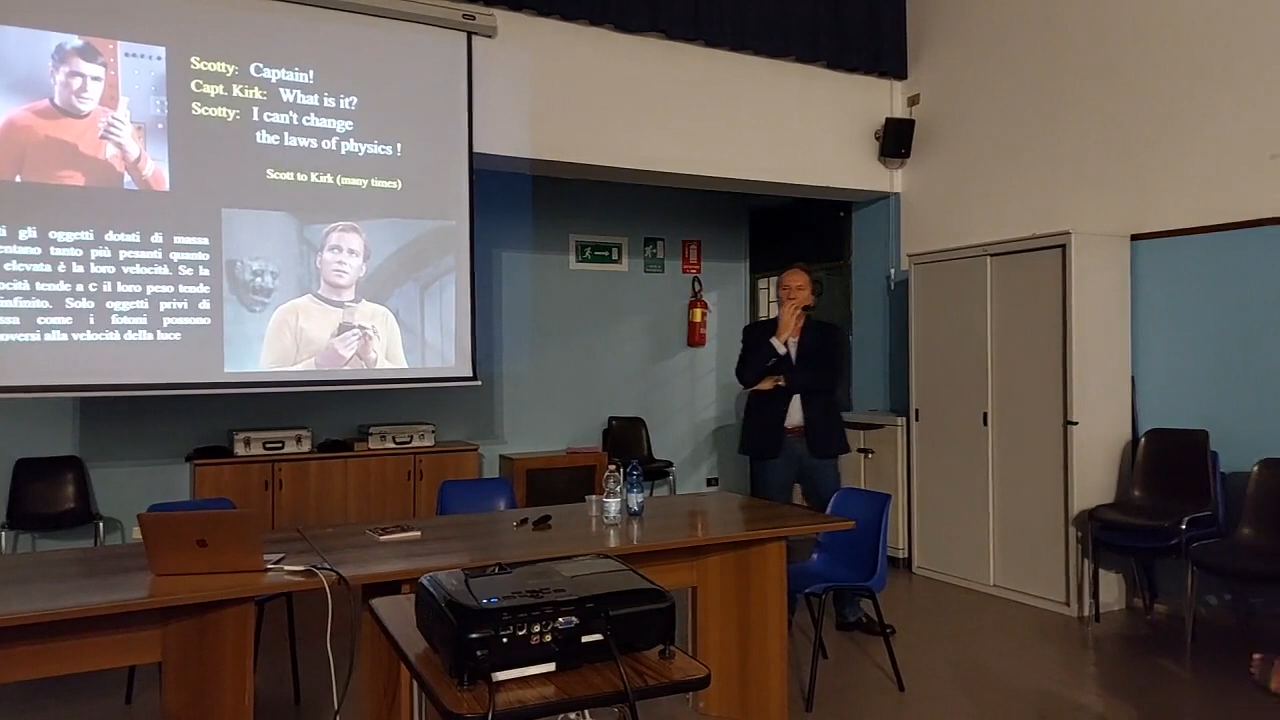 Scotty: Captain!
Capt. Kirk: What is it?
Scotty: I can't change
the laws of physics !
Scott to Kirk (many times)
gli oggetti dotati di massa
tanto più pesanti quanto
elevata è la loro velocità. Se la
tende a c il loro peso tende
infinito. Solo oggetti privi di
come i fotoni possono
alla velocità della luce